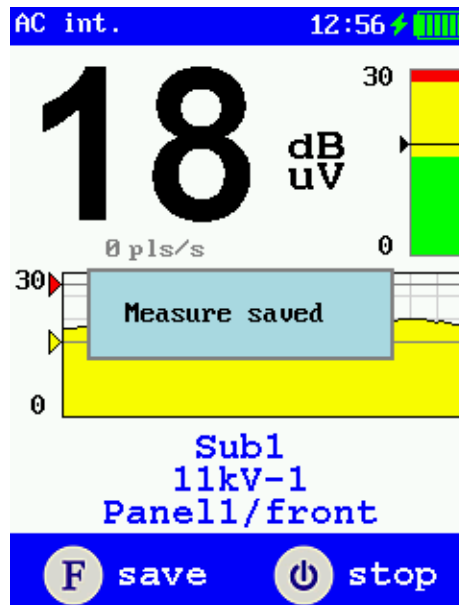 AC int. 12:56
30
18 dB
uV
0 pls/s 0
30
Measure saved
0
Sub1
11kV-1
Panel1/front
F save stop